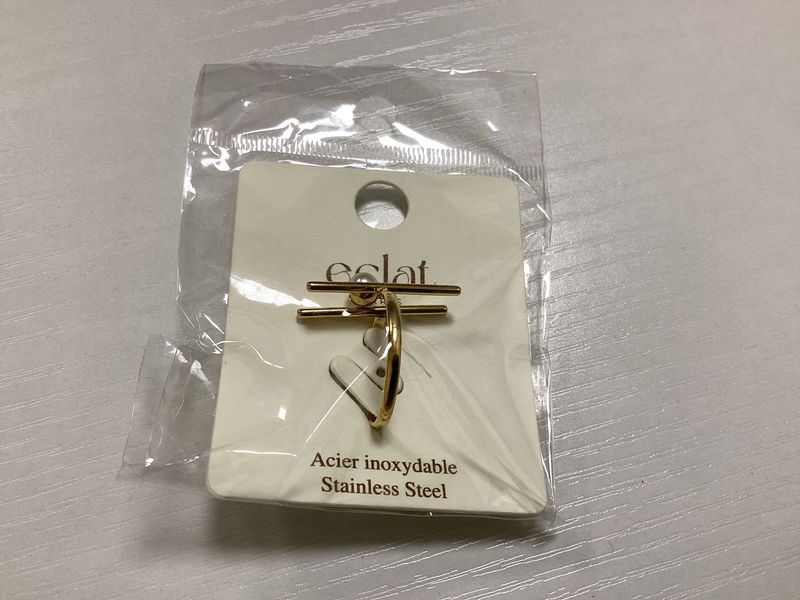 eclat.
Acier inoxydable
Stainless Steel